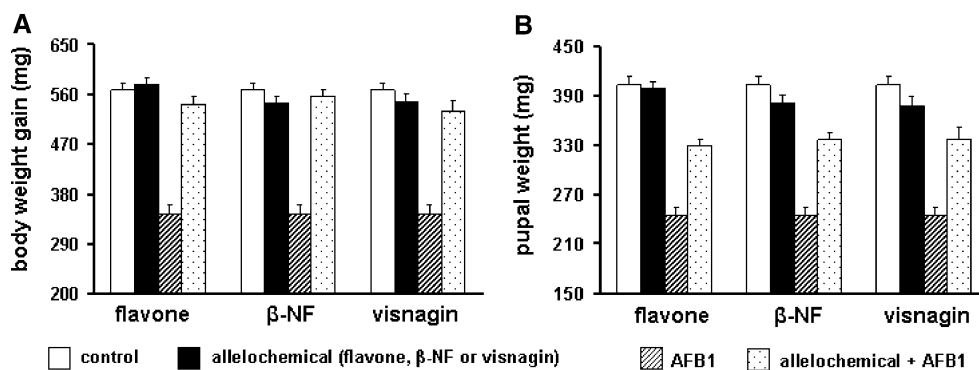 A
body weight gain (mg)
650
560
470
380
290
200
flavone β-NF visnagin
B
pupal weight (mg)
450
390
330
270
210
150
flavone β-NF visnagin
control allelochemical (flavone, β-NF or visnagin) AFB1 allelochemical + AFB1